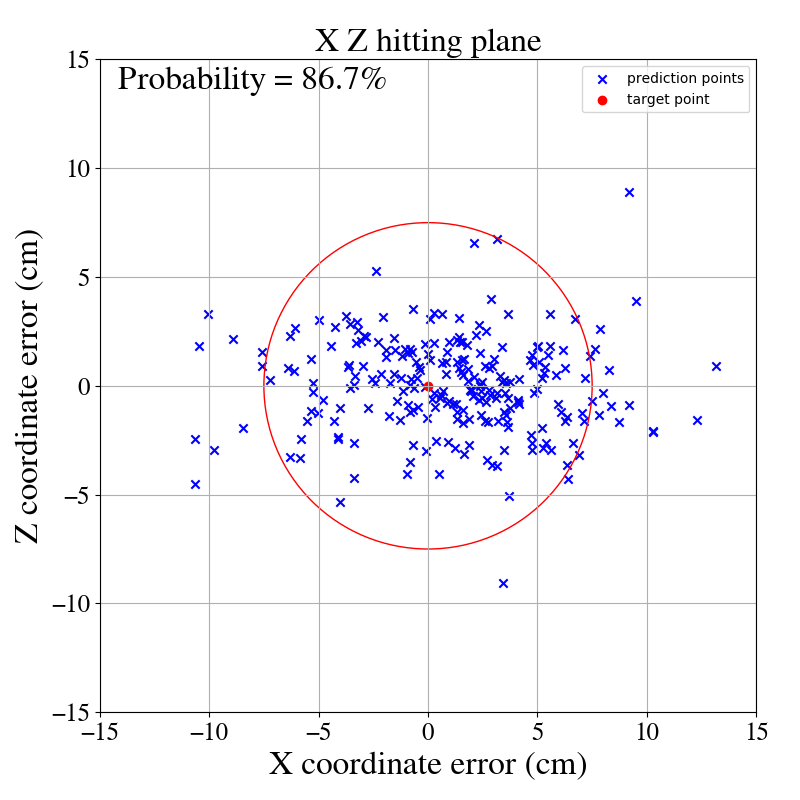 X Z hitting plane
Probability = 86.7%
prediction points
target point
15
10
5
0
−5
−10
−15
Z coordinate error (cm)
−15 −10 −5 0 5 10 15
X coordinate error (cm)